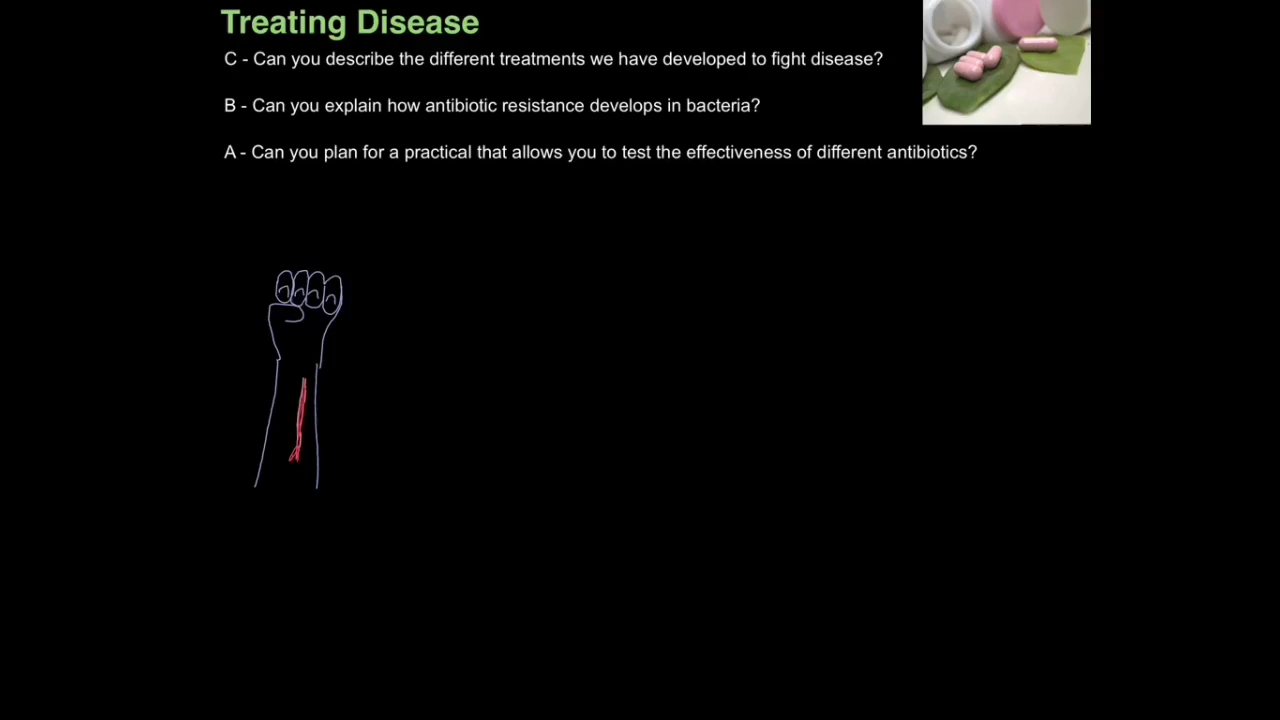 Treating Disease
C - Can you describe the different treatments we have developed to fight disease?
B - Can you explain how antibiotic resistance develops in bacteria?
A - Can you plan for a practical that allows you to test the effectiveness of different antibiotics?